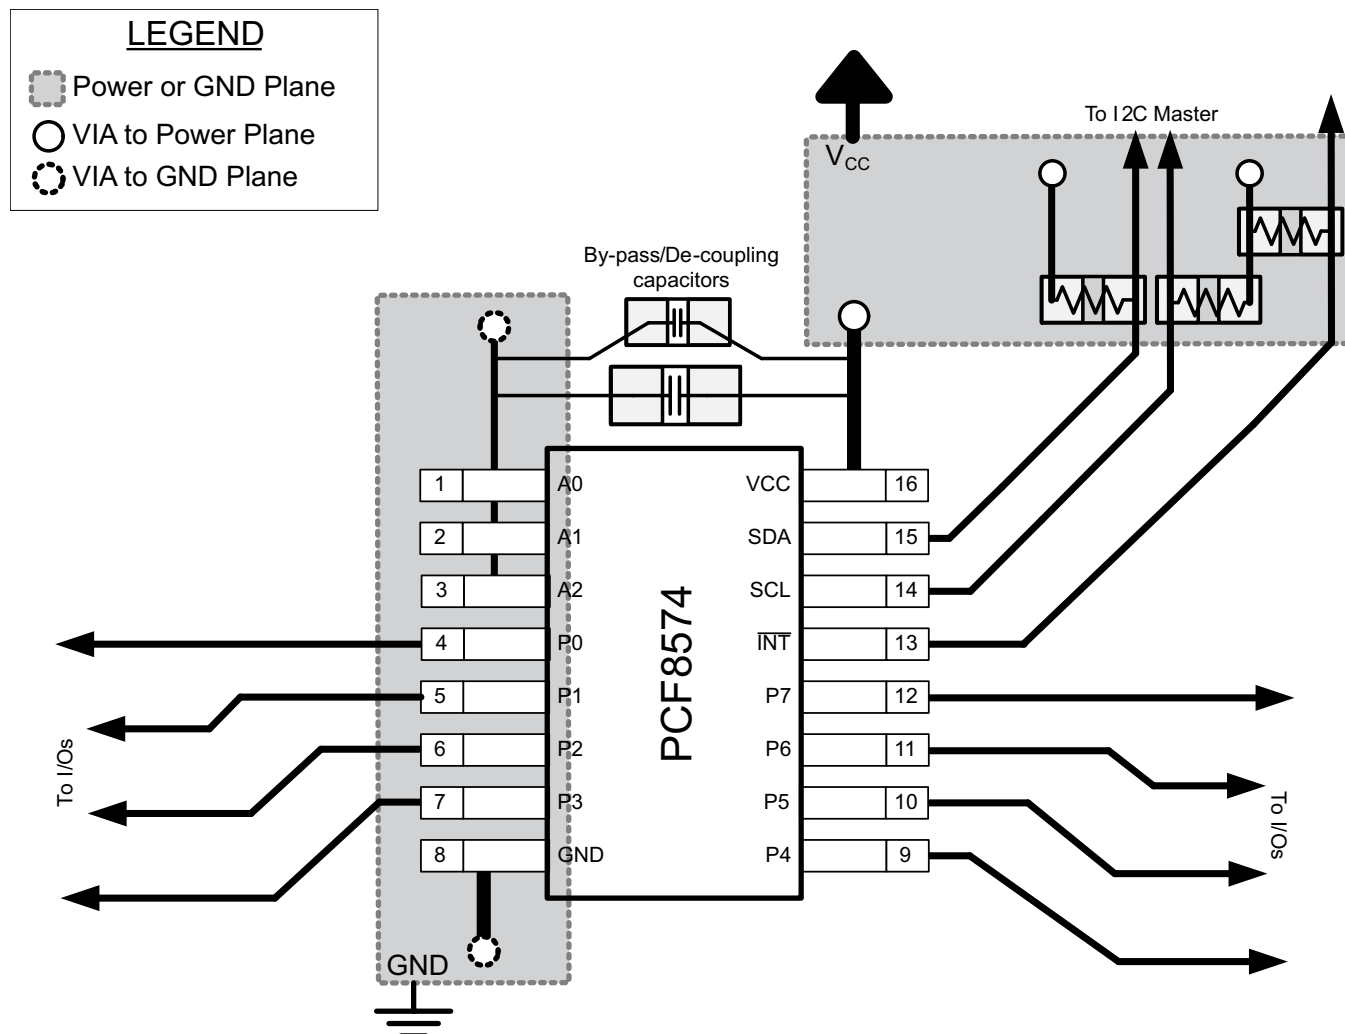 LEGEND
Power or GND Plane
VIA to Power Plane
VIA to GND Plane
To I2C Master
VCC
By-pass/De-coupling
capacitors
1 A0 VCC 16
2 A1 SDA 15
3 A2 SCL 14
4 P0 INT 13
5 P1 P7 12
6 P2 P6 11
7 P3 P5 10
8 GND P4 9
PCF8574
To I/Os
To I/Os
GND